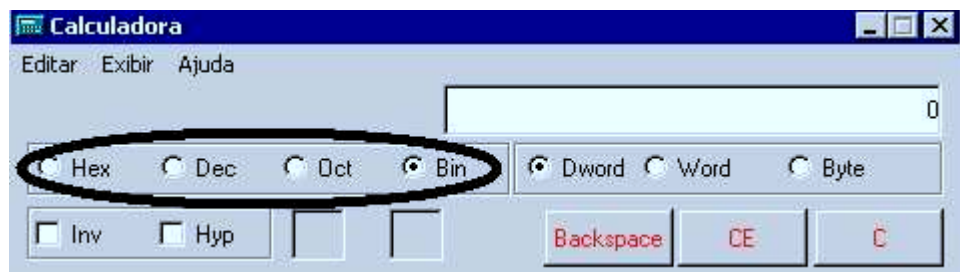 Calculadora
Editar Exibir Ajuda
0
Hex Dec Oct Bin Dword Word Byte
Inv Hyp Backspace CE C